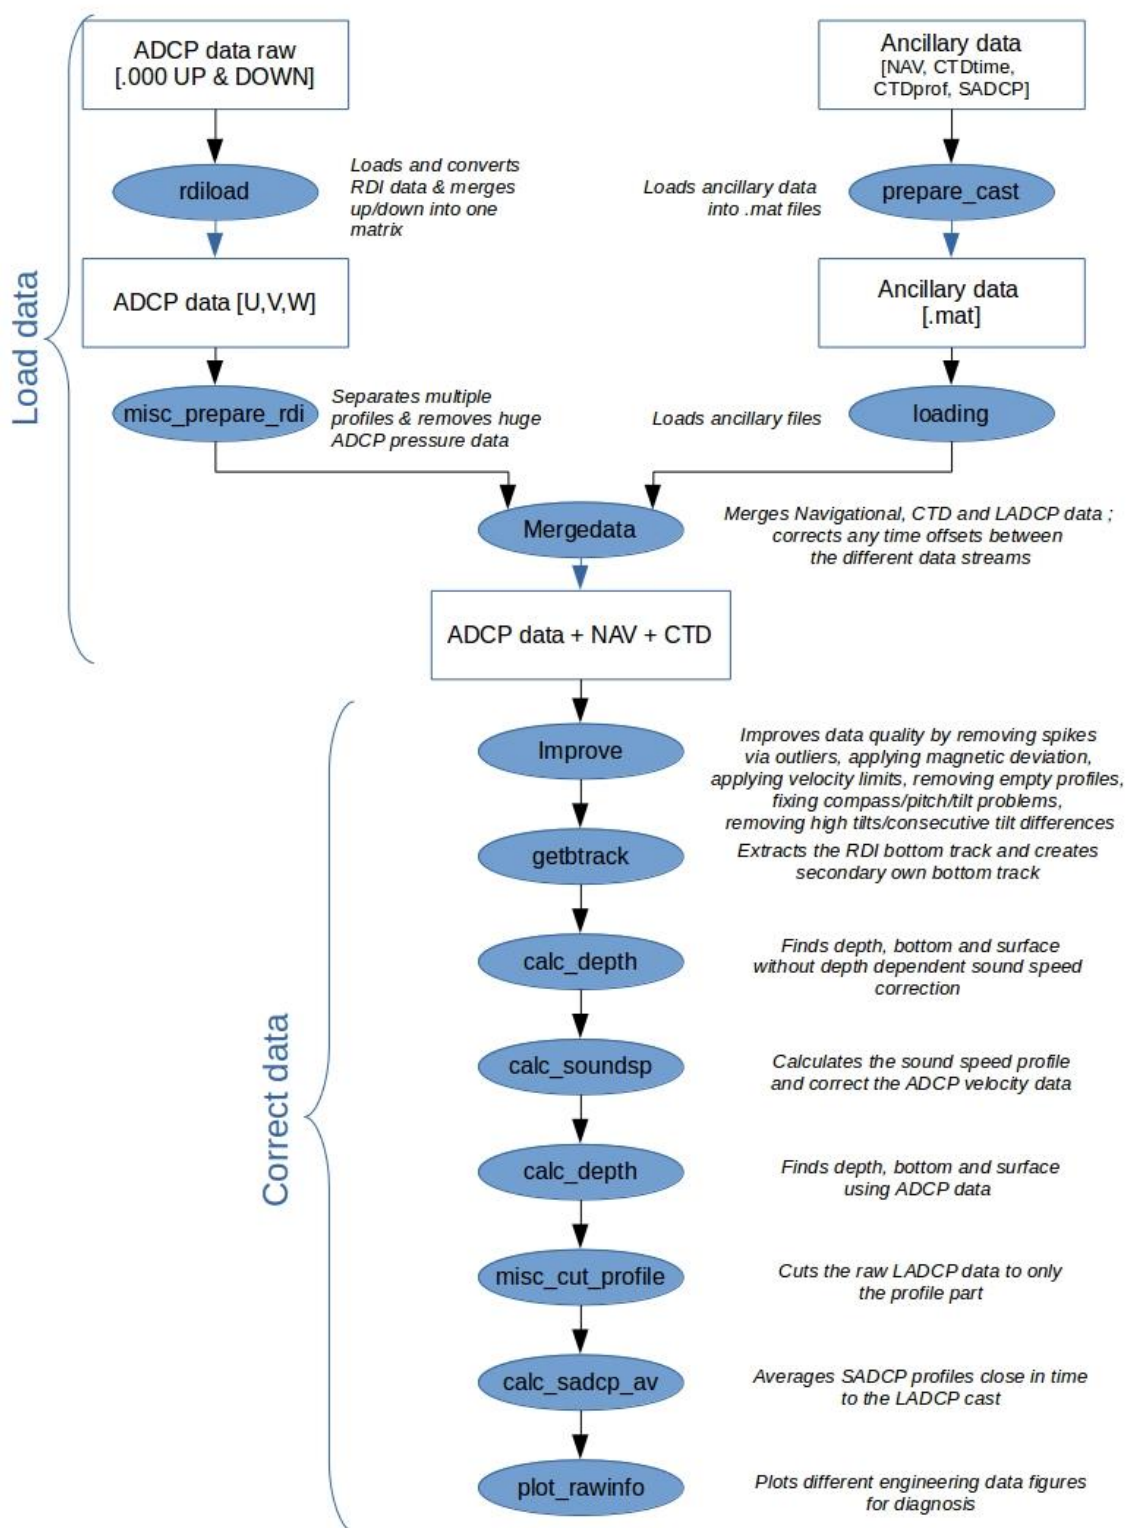 ADCP data raw
[.000 UP & DOWN]
Ancillary data
[NAV, CTDtime,
CTDprof, SADCP]
rdiload
Loads and converts
RDI data & merges
up/down into one
matrix
Loads ancillary data
into .mat files
prepare_cast
Load data
ADCP data [U,V,W]
Ancillary data
[.mat]
misc_prepare_rdi
Separates multiple
profiles & removes huge
ADCP pressure data
Loads ancillary files
loading
Mergedata
Merges Navigational, CTD and LADCP data ;
corrects any time offsets between
the different data streams
ADCP data + NAV + CTD
Correct data
Improve
Improves data quality by removing spikes
via outliers, applying magnetic deviation,
applying velocity limits, removing empty profiles,
fixing compass/pitch/tilt problems,
removing high tilts/consecutive tilt differences
getbtrack
Extracts the RDI bottom track and creates
secondary own bottom track
calc_depth
Finds depth, bottom and surface
without depth dependent sound speed
correction
calc_soundsp
Calculates the sound speed profile
and correct the ADCP velocity data
calc_depth
Finds depth, bottom and surface
using ADCP data
misc_cut_profile
Cuts the raw LADCP data to only
the profile part
calc_sadcp_av
Averages SADCP profiles close in time
to the LADCP cast
plot_rawinfo
Plots different engineering data figures
for diagnosis